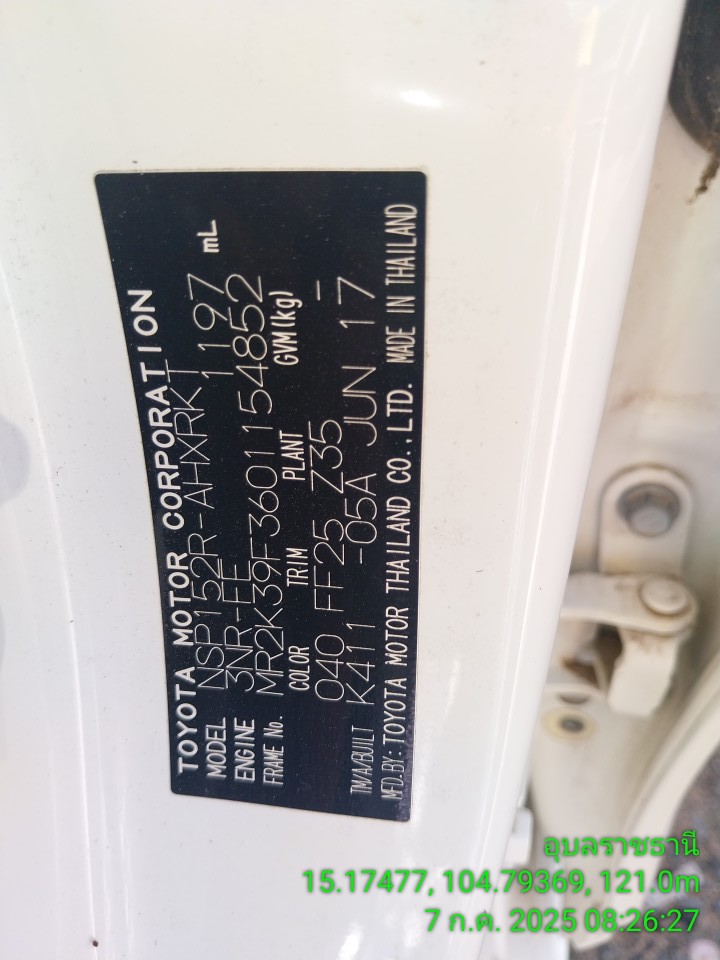 TOYOTA MOTOR CORPORATION
MODEL NSP152R-AHXRKT
ENGINE 3NR-FE 1197 mL
FRAME No. MR2K39F3601154852
COLOR TRIM PLANT GVM(kg)
040 FF25 Z35 -
TM/A/BUILT K411 -05A JUN 17
MFD.BY: TOYOTA MOTOR THAILAND CO.,LTD. MADE IN THAILAND
อุบลราชธานี
15.17477, 104.79369, 121.0m
7 ก.ค. 2025 08:26:27